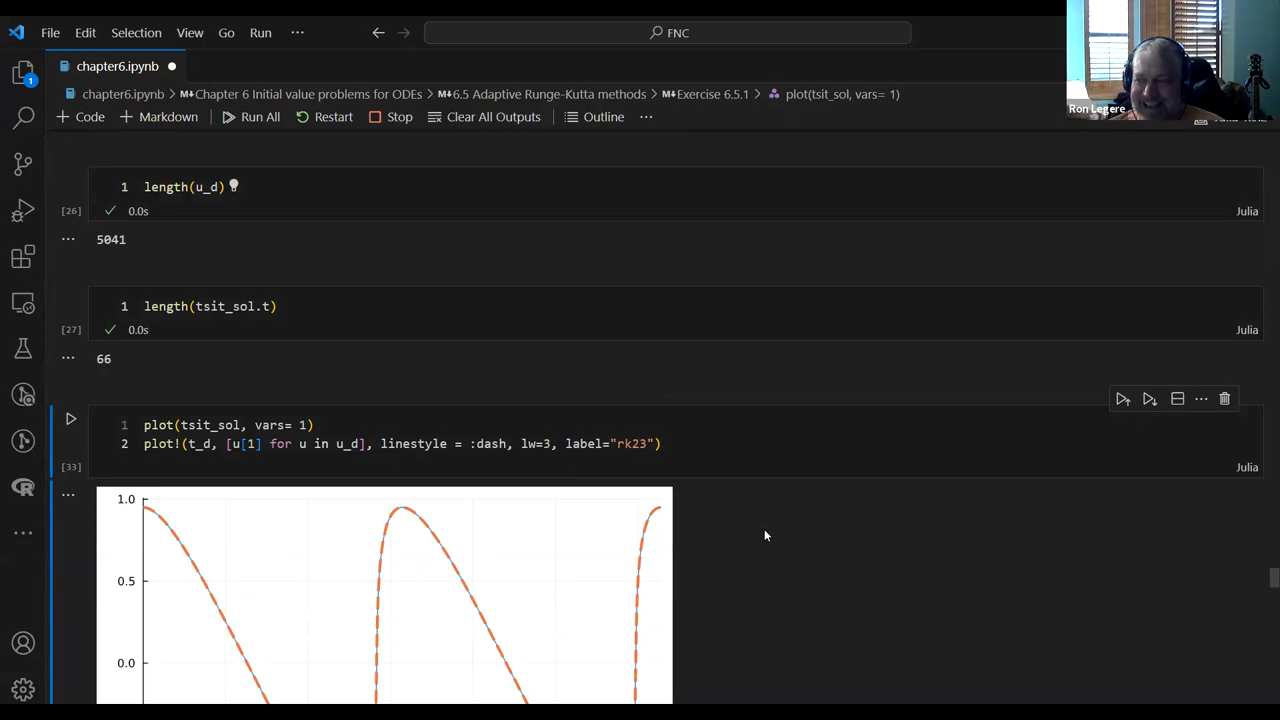 File Edit Selection View Go Run ··· FNC
chapter6.ipynb
chapter6.ipynb > M↓Chapter 6 Initial value problems for ODEs > M↓6.5 Adaptive Runge-Kutta methods > M↓Exercise 6.5.1 > plot(tsit_sol, vars= 1)
Ron Legere
+ Code + Markdown Run All Restart Stop Clear All Outputs Outline ···
1 length(u_d)
[26] 0.0s Julia
5041
1 length(tsit_sol.t)
[27] 0.0s Julia
66
1 plot(tsit_sol, vars= 1)
2 plot!(t_d, [u[1] for u in u_d], linestyle = :dash, lw=3, label="rk23")
[33] Julia
1.0
0.5
0.0
1
R